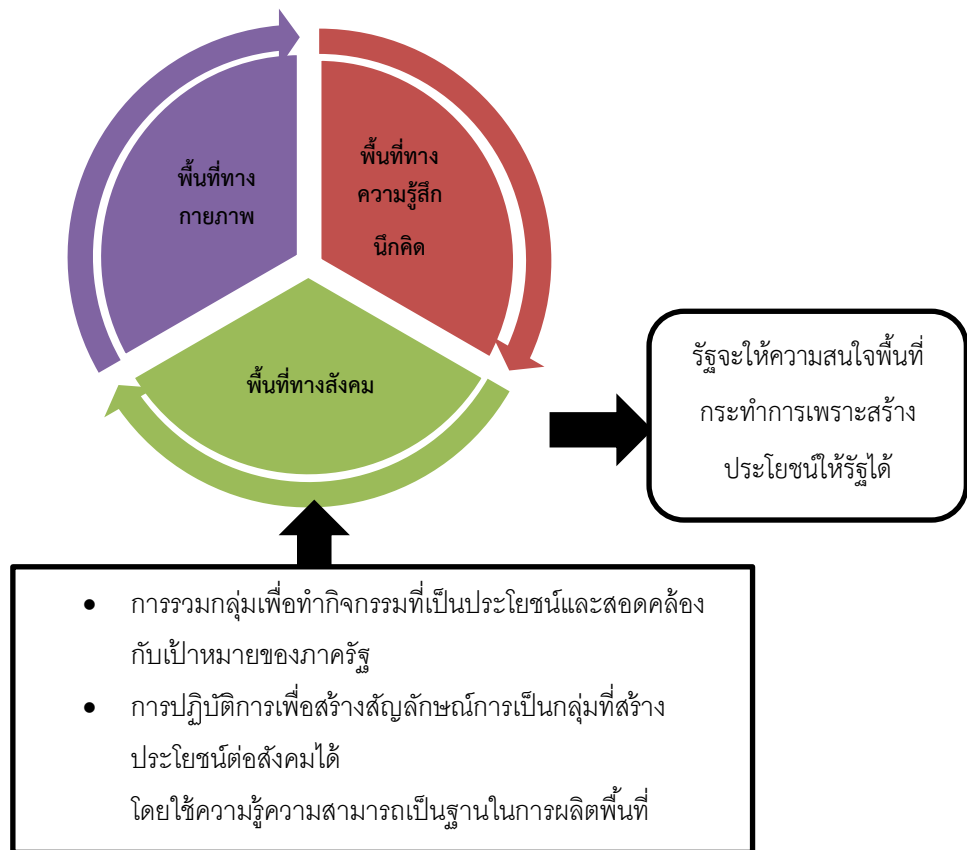 พื้นที่ทาง
กายภาพ
พื้นที่ทาง
ความรู้สึก
นึกคิด
พื้นที่ทางสังคม
รัฐจะให้ความสนใจพื้นที่
กระทำการเพราะสร้าง
ประโยชน์ให้รัฐได้
• การรวมกลุ่มเพื่อทำกิจกรรมที่เป็นประโยชน์และสอดคล้อง
กับเป้าหมายของภาครัฐ
• การปฏิบัติการเพื่อสร้างสัญลักษณ์การเป็นกลุ่มที่สร้าง
ประโยชน์ต่อสังคมได้
โดยใช้ความรู้ความสามารถเป็นฐานในการผลิตพื้นที่